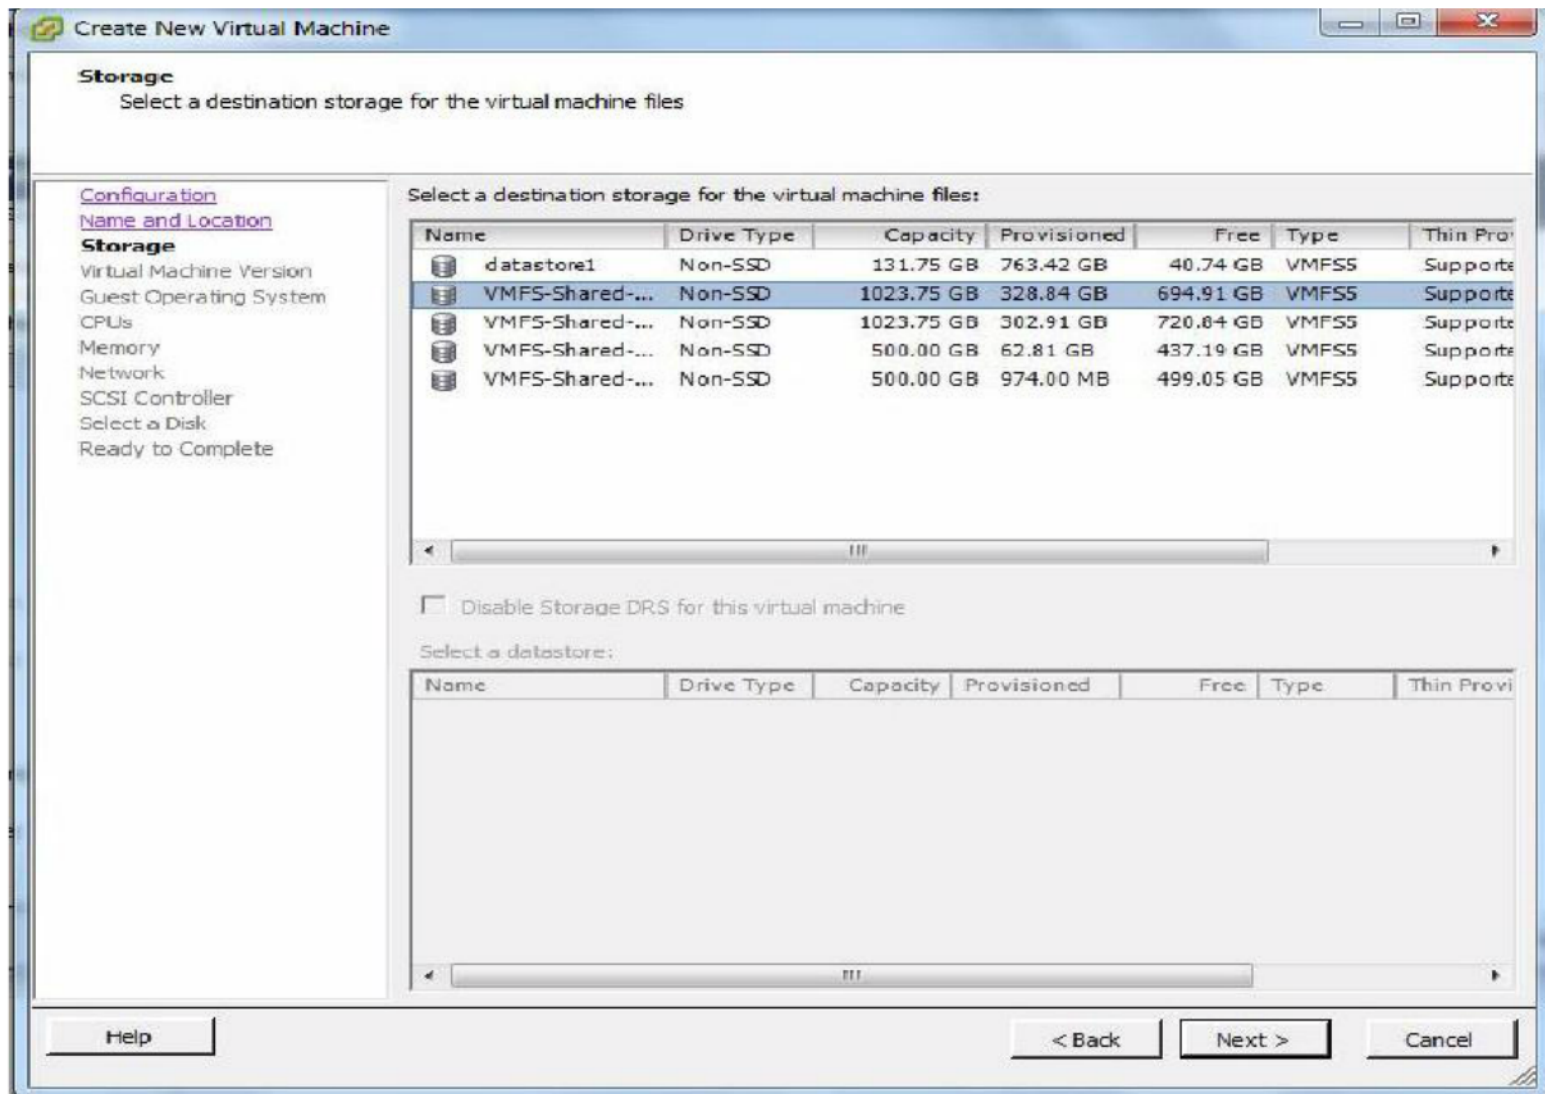 Create New Virtual Machine
Storage
Select a destination storage for the virtual machine files
Configuration
Name and Location
Storage
Virtual Machine Version
Guest Operating System
CPUs
Memory
Network
SCSI Controller
Select a Disk
Ready to Complete
Select a destination storage for the virtual machine files:
Name Drive Type Capacity Provisioned Free Type Thin Pro
datastore1 Non-SSD 131.75 GB 763.42 GB 40.74 GB VMFS5 Supporte
VMFS-Shared-... Non-SSD 1023.75 GB 328.84 GB 694.91 GB VMFS5 Supporte
VMFS-Shared-... Non-SSD 1023.75 GB 302.91 GB 720.84 GB VMFS5 Supporte
VMFS-Shared-... Non-SSD 500.00 GB 62.81 GB 437.19 GB VMFS5 Supporte
VMFS-Shared-... Non-SSD 500.00 GB 974.00 MB 499.05 GB VMFS5 Supporte
Disable Storage DRS for this virtual machine
Select a datastore:
Name Drive Type Capacity Provisioned Free Type Thin Provi
Help < Back Next > Cancel